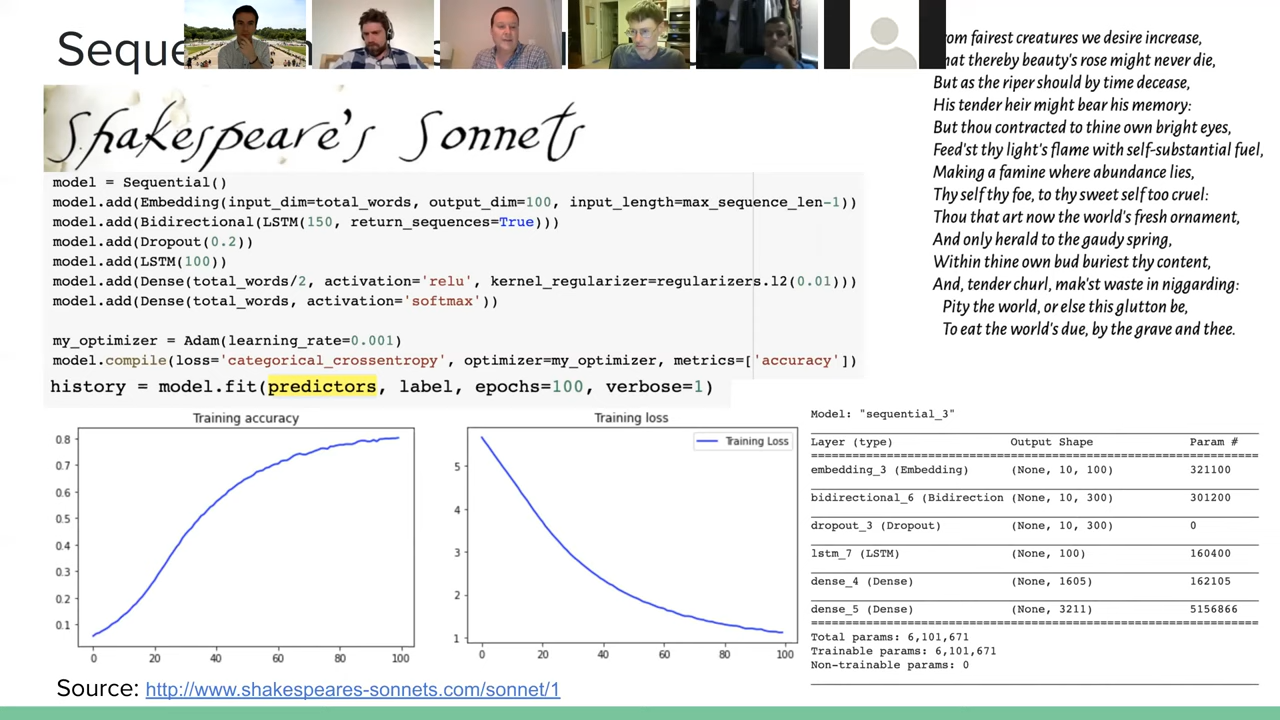 Seque
Shakespeare's Sonnets
model = Sequential()
model.add(Embedding(input_dim=total_words, output_dim=100, input_length=max_sequence_len-1))
model.add(Bidirectional(LSTM(150, return_sequences=True)))
model.add(Dropout(0.2))
model.add(LSTM(100))
model.add(Dense(total_words/2, activation='relu', kernel_regularizer=regularizers.l2(0.01)))
model.add(Dense(total_words, activation='softmax'))
my_optimizer = Adam(learning_rate=0.001)
model.compile(loss='categorical_crossentropy', optimizer=my_optimizer, metrics=['accuracy'])
history = model.fit(predictors, label, epochs=100, verbose=1)
fairest creatures we desire increase,
thereby beauty's rose might never die,
But as the riper should by time decease,
His tender heir might bear his memory:
But thou contracted to thine own bright eyes,
Feed'st thy light's flame with self-substantial fuel,
Making a famine where abundance lies,
Thy self thy foe, to thy sweet self too cruel:
Thou that art now the world's fresh ornament,
And only herald to the gaudy spring,
Within thine own bud buriest thy content,
And, tender churl, mak'st waste in niggarding:
Pity the world, or else this glutton be,
To eat the world's due, by the grave and thee.
Training accuracy
0.8
0.7
0.6
0.5
0.4
0.3
0.2
0.1
0 20 40 60 80 100
Training loss
Training Loss
5
4
3
2
1
0 20 40 60 80 100
Model: "sequential_3"
Layer (type) Output Shape Param #
embedding_3 (Embedding) (None, 10, 100) 321100
bidirectional_6 (Bidirection (None, 10, 300) 301200
dropout_3 (Dropout) (None, 10, 300) 0
lstm_7 (LSTM) (None, 100) 160400
dense_4 (Dense) (None, 1605) 162105
dense_5 (Dense) (None, 3211) 5156866
Total params: 6,101,671
Trainable params: 6,101,671
Non-trainable params: 0
Source: http://www.shakespeares-sonnets.com/sonnet/1